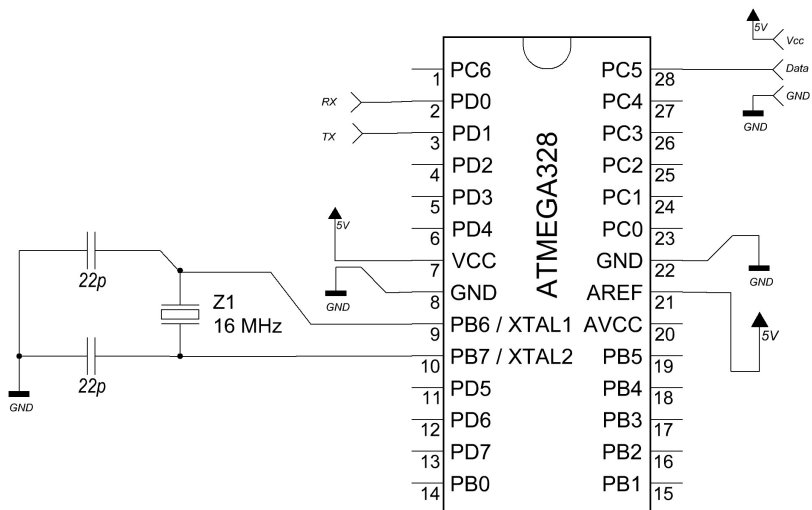 5V
Vcc
1 PC6
PC5 28
Data
RX
2 PD0
PC4 27
GND
TX
3 PD1
PC3 26
GND
4 PD2
PC2 25
5 PD3
PC1 24
5V
6 PD4
PC0 23
7 VCC
GND 22
22p
GND
8 GND
AREF 21
GND
Z1
16 MHz
9 PB6 / XTAL1
AVCC 20
5V
10 PB7 / XTAL2
PB5 19
22p
GND
11 PD5
PB4 18
12 PD6
PB3 17
13 PD7
PB2 16
14 PB0
PB1 15
ATMEGA328